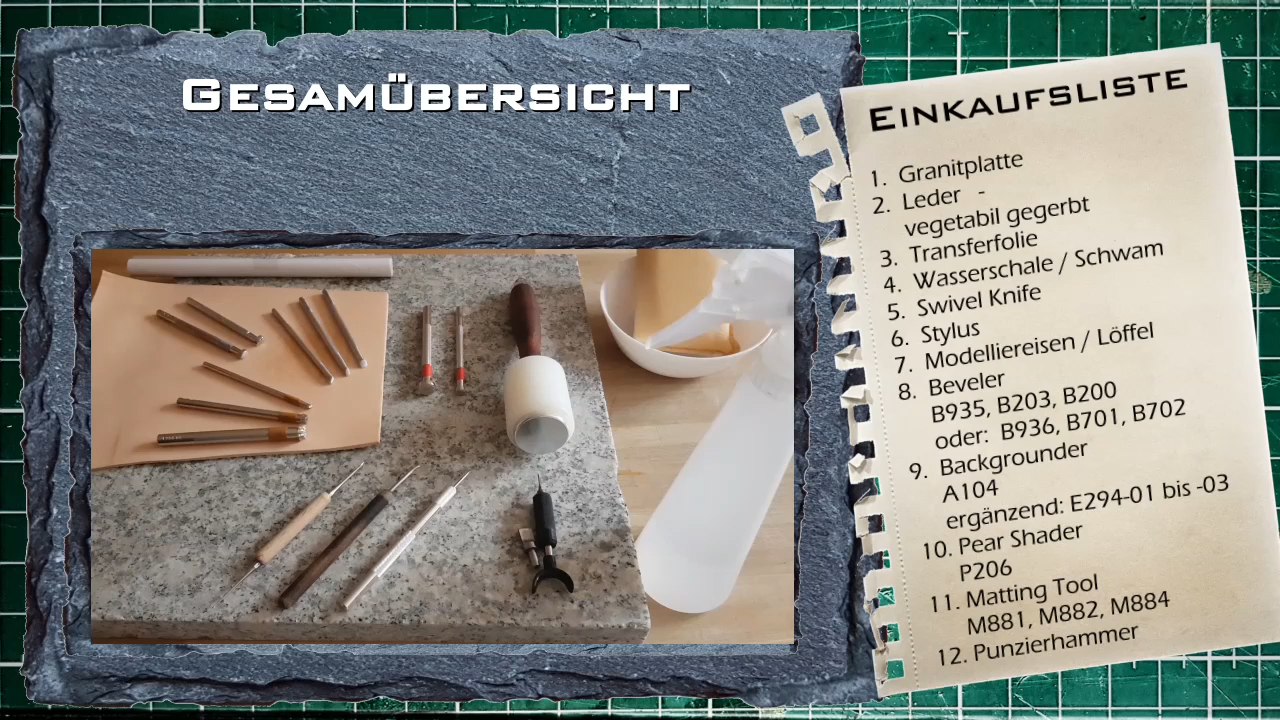 GESAMÜBERSICHT
EINKAUFSLISTE
1. Granitplatte
2. Leder -
vegetabil gegerbt
3. Transferfolie
4. Wasserschale / Schwam
5. Swivel Knife
6. Stylus
7. Modelliereisen / Löffel
8. Beveler
B935, B203, B200
oder: B936, B701, B702
9. Backgrounder
A104
ergänzend: E294-01 bis -03
10. Pear Shader
P206
11. Matting Tool
M881, M882, M884
12. Punzierhammer